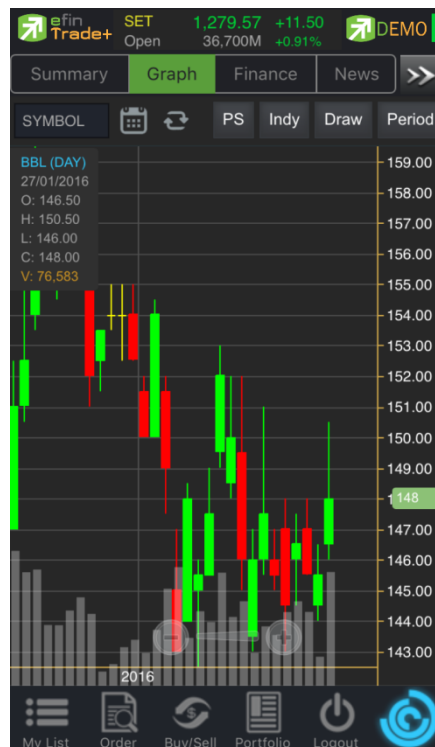 efin SET 1,279.57 +11.50
Trade+ Open 36,700M +0.91% DEMO
Summary Graph Finance News >>
SYMBOL PS Indy Draw Period
BBL (DAY)
27/01/2016
O: 146.50
H: 150.50
L: 146.00
C: 148.00
V: 76,583
159.00
158.00
157.00
156.00
155.00
154.00
153.00
152.00
151.00
150.00
149.00
148
147.00
146.00
145.00
144.00
143.00
2016
My List Order Buy/Sell Portfolio Logout